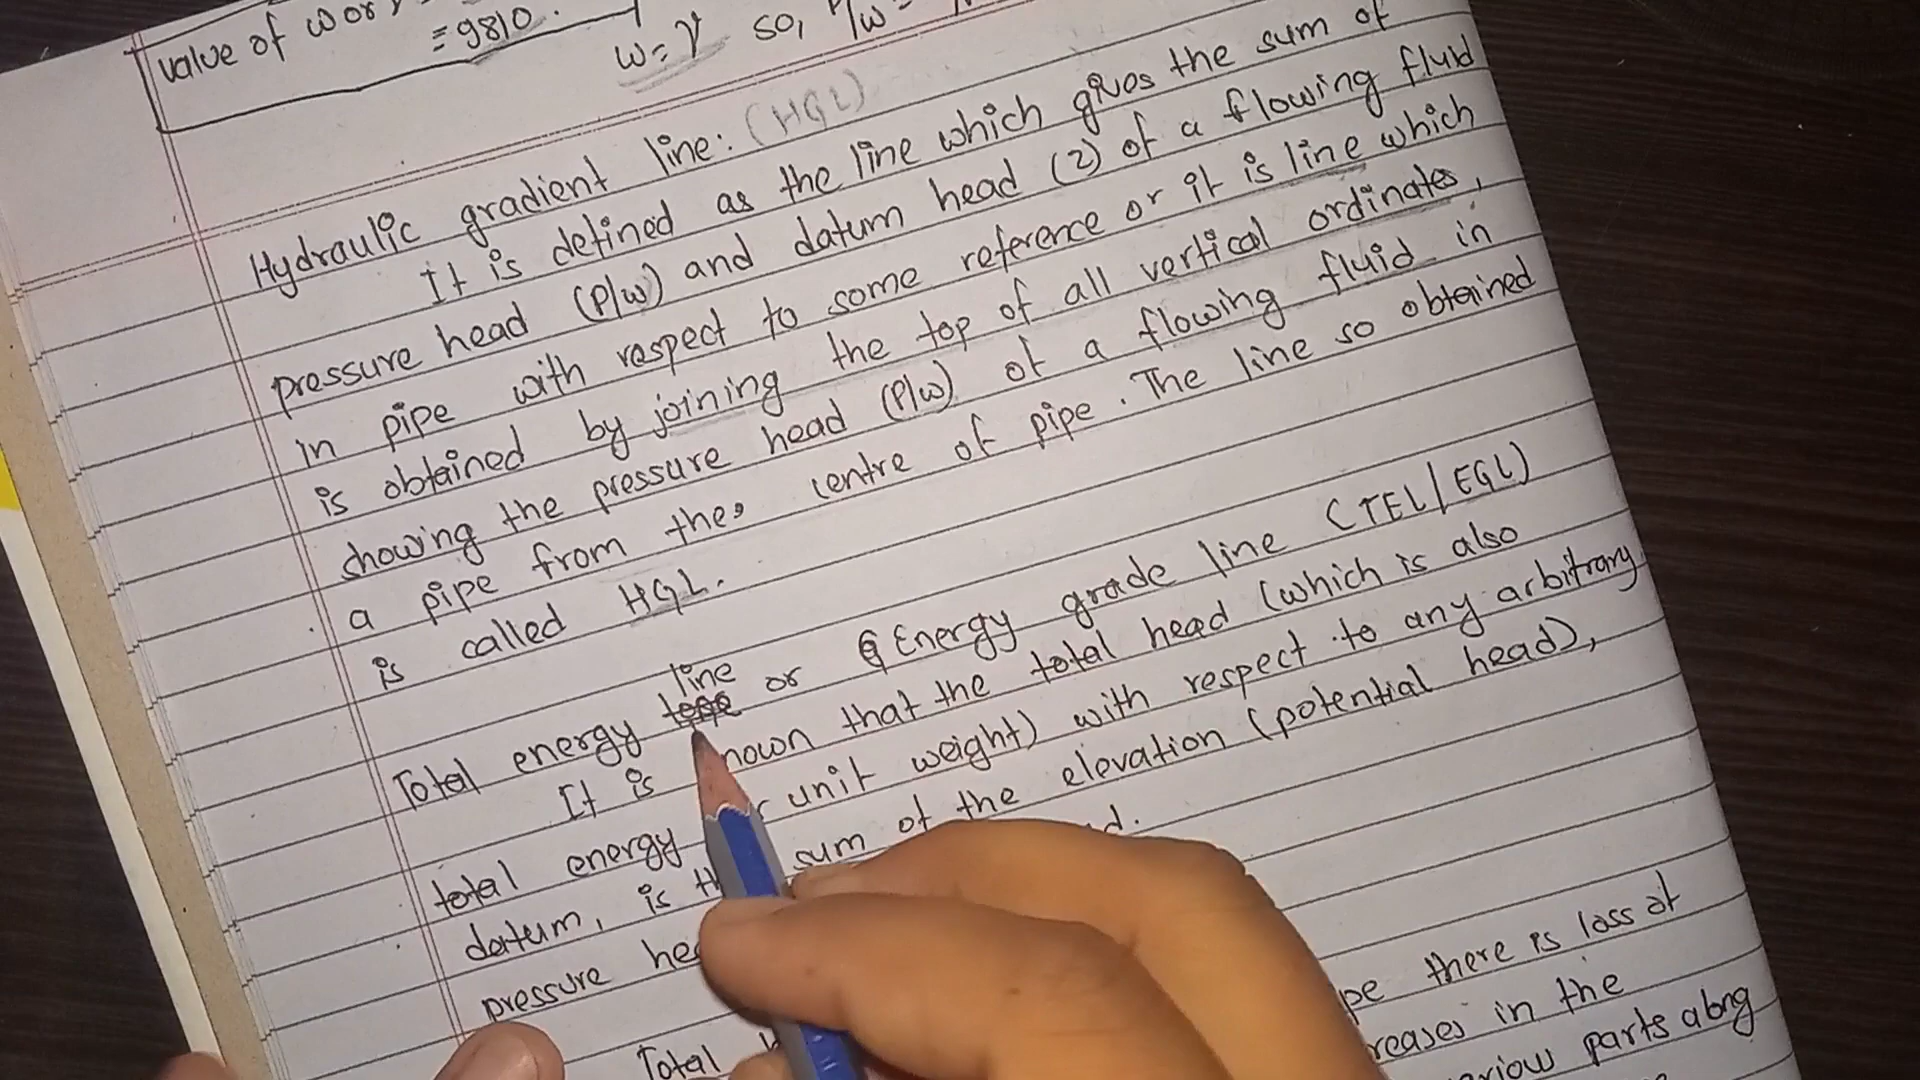 value of w or
= 9810.
w = γ so, P/w =
Hydraulic gradient line: (HGL)
It is defined as the line which gives the sum of
pressure head (P/w) and datum head (z) of a flowing fluid
in pipe with respect to some reference or it is line which
is obtained by joining the top of all vertical ordinates,
showing the pressure head (P/w) of a flowing fluid in
a pipe from the centre of pipe. The line so obtained
is called HGL.
Total energy line or Energy grade line (TEL/EGL)
It is nown that the total head (which is also
total energy unit weight) with respect to any arbitrary
datum, is sum of the elevation (potential head),
pressure
Total there is loss of
in the
parts along